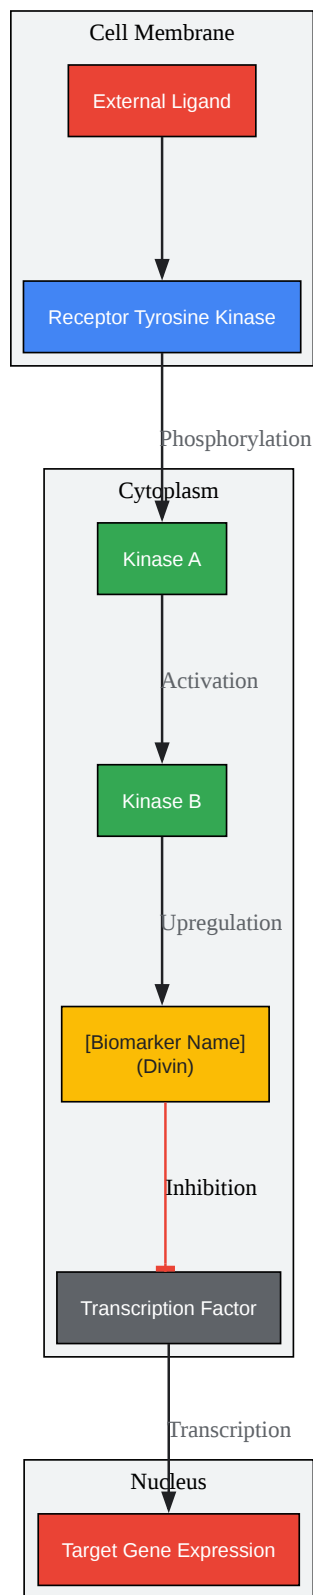 Cell Membrane
External Ligand
Receptor Tyrosine Kinase
Phosphorylation
Cytoplasm
Kinase A
Activation
Kinase B
Upregulation
[Biomarker Name]
(Divin)
Inhibition
Transcription Factor
Transcription
Nucleus
Target Gene Expression